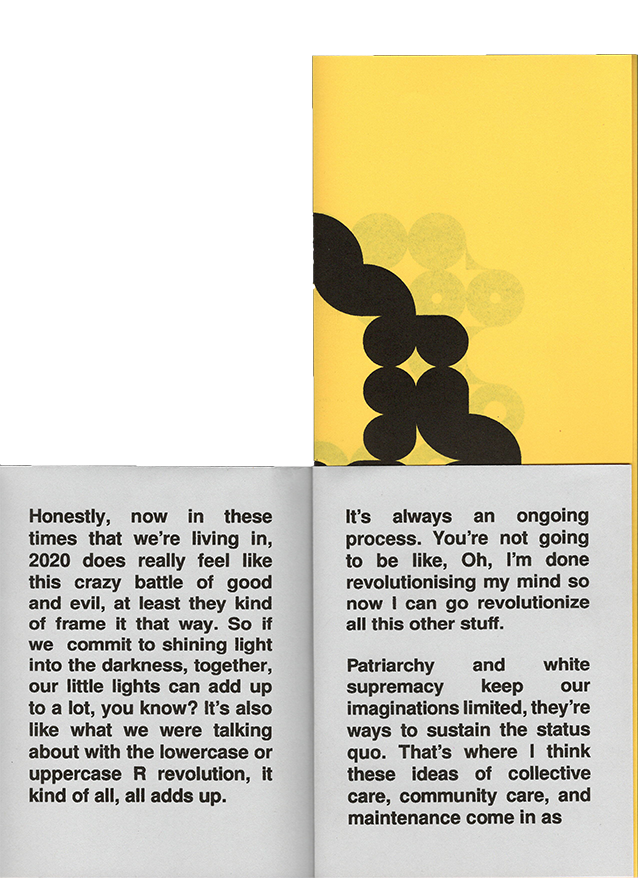 Honestly, now in these
times that we're living in,
2020 does really feel like
this crazy battle of good
and evil, at least they kind
of frame it that way. So if
we commit to shining light
into the darkness, together,
our little lights can add up
to a lot, you know? It's also
like what we were talking
about with the lowercase or
uppercase R revolution, it
kind of all, all adds up.
It's always an ongoing
process. You're not going
to be like, Oh, I'm done
revolutionising my mind so
now I can go revolutionize
all this other stuff.
Patriarchy and white
supremacy keep our
imaginations limited, they're
ways to sustain the status
quo. That's where I think
these ideas of collective
care, community care, and
maintenance come in as